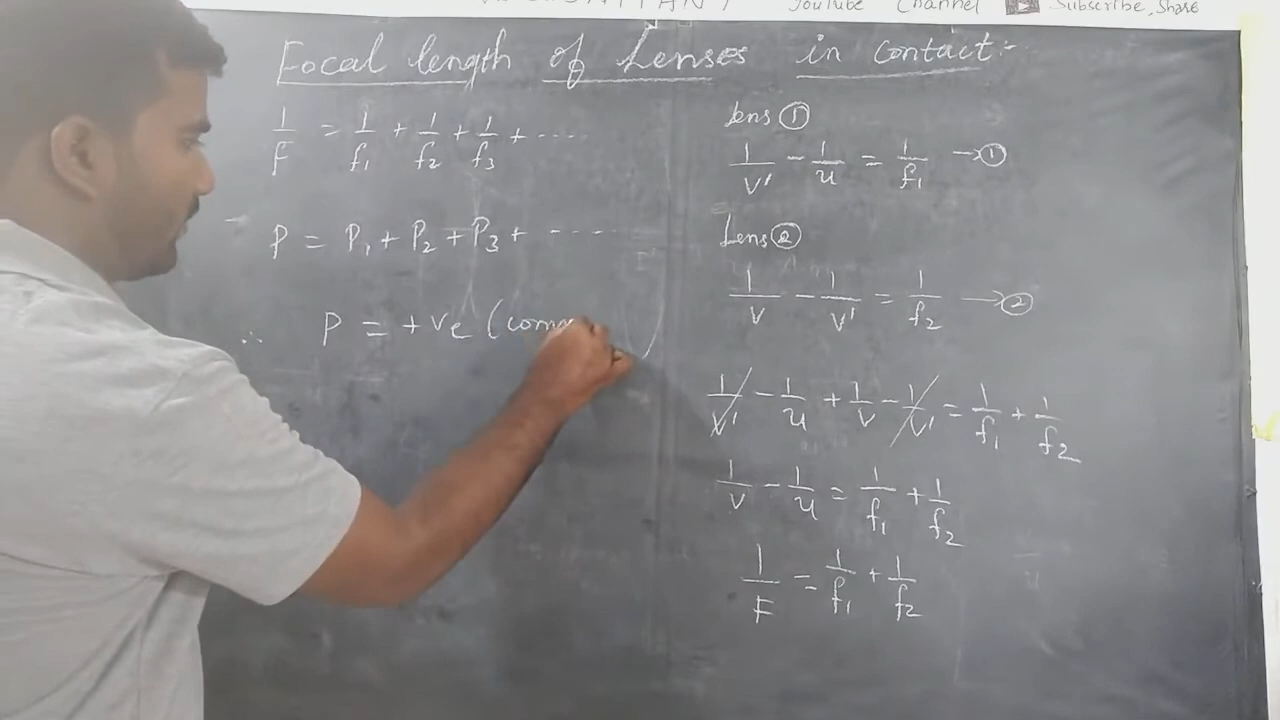 YouTube Channel Subscribe, Share
Focal length of Lenses in Contact:-
1/F = 1/f₁ + 1/f₂ + 1/f₃ + ....
P = P₁ + P₂ + P₃ + ....
∴ P = +ve (conv
lens ①
1/v' - 1/u = 1/f₁ → ①
Lens ②
1/v - 1/v' = 1/f₂ → ②
1/v' - 1/u + 1/v - 1/v' = 1/f₁ + 1/f₂
1/v - 1/u = 1/f₁ + 1/f₂
1/F = 1/f₁ + 1/f₂